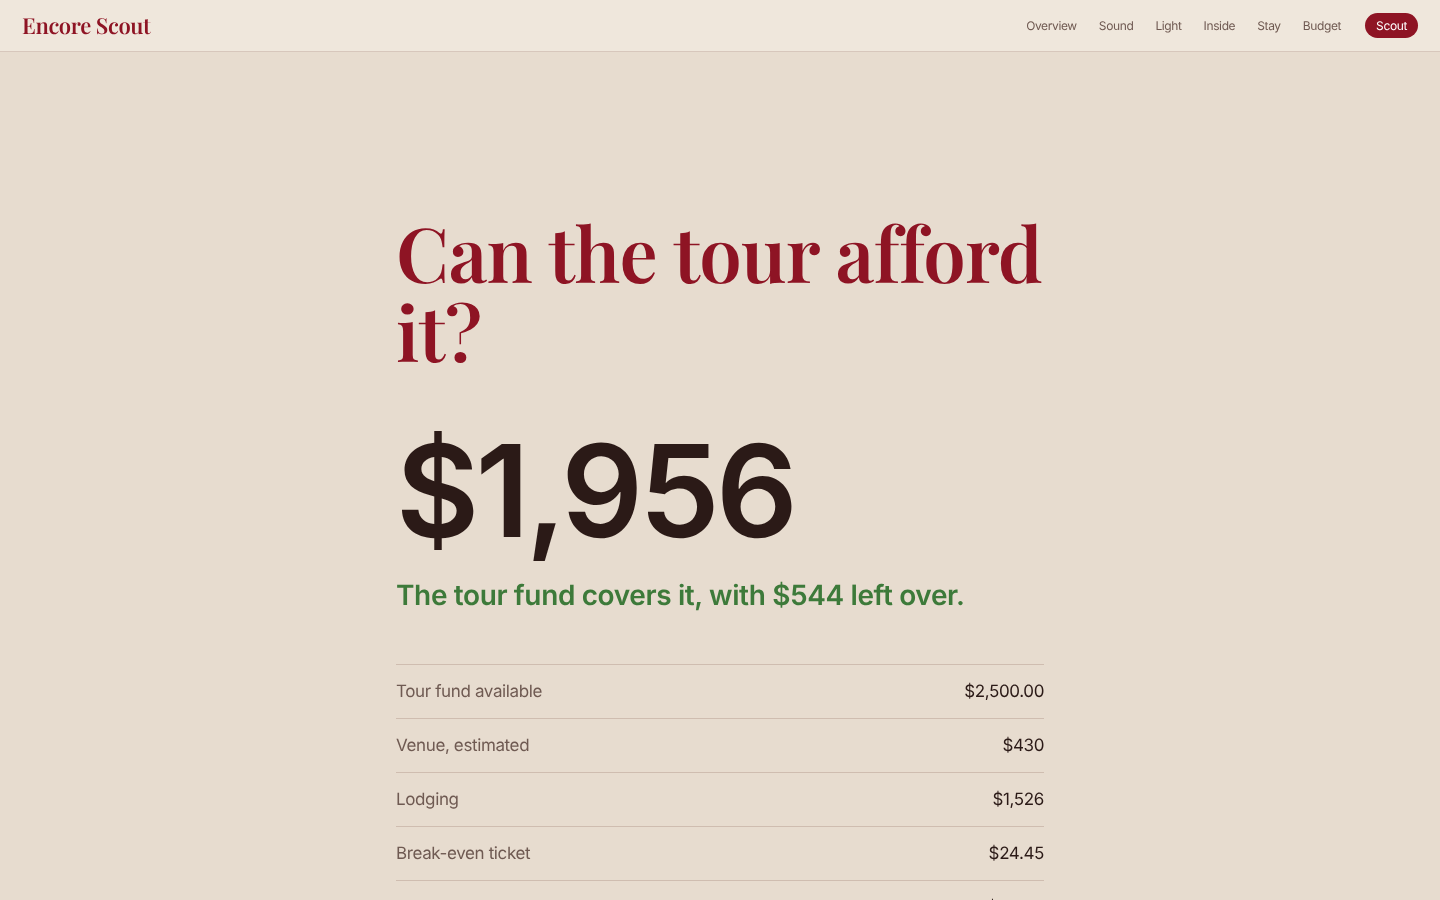 Encore Scout
Overview Sound Light Inside Stay Budget Scout
Can the tour afford
it?
$1,956
The tour fund covers it, with $544 left over.
Tour fund available $2,500.00
Venue, estimated $430
Lodging $1,526
Break-even ticket $24.45